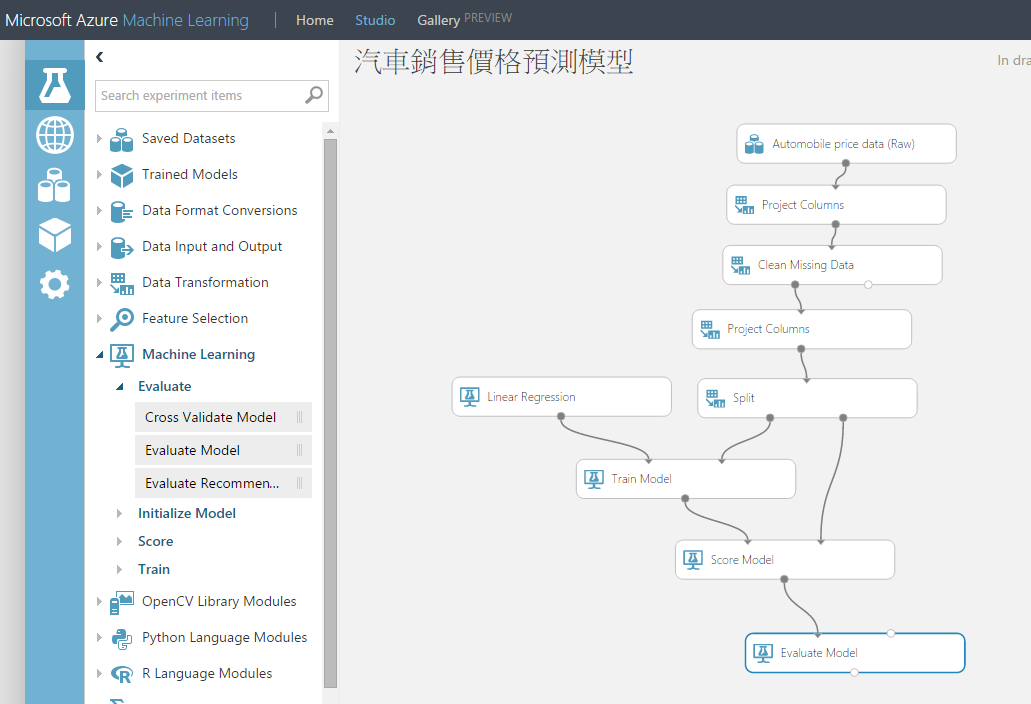 Microsoft Azure Machine Learning | Home Studio Gallery PREVIEW
汽車銷售價格預測模型
In dra
Search experiment items
Saved Datasets
Trained Models
Data Format Conversions
Data Input and Output
Data Transformation
Feature Selection
Machine Learning
Evaluate
Cross Validate Model
Evaluate Model
Evaluate Recommen...
Initialize Model
Score
Train
OpenCV Library Modules
Python Language Modules
R Language Modules
Automobile price data (Raw)
Project Columns
Clean Missing Data
Project Columns
Linear Regression
Split
Train Model
Score Model
Evaluate Model